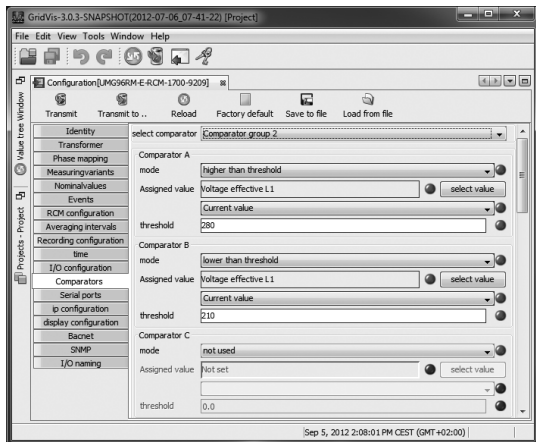 GridVis-3.0.3-SNAPSHOT(2012-07-06_07-41-22) [Project]
File Edit View Tools Window Help
Value tree Window
Projects - Project
Configuration[UMG96RM-E-RCM-1700-9209]
Transmit Transmit to .. Reload Factory default Save to file Load from file
Identity
Transformer
Phase mapping
Measuringvariants
Nominalvalues
Events
RCM configuration
Averaging intervals
Recording configuration
time
I/O configuration
Comparators
Serial ports
ip configuration
display configuration
Bacnet
SNMP
I/O naming
select comparator Comparator group 2
Comparator A
mode higher than threshold
Assigned value Voltage effective L1 select value
Current value
threshold 280
Comparator B
mode lower than threshold
Assigned value Voltage effective L1 select value
Current value
threshold 210
Comparator C
mode not used
Assigned value Not set select value
threshold 0.0
Sep 5, 2012 2:08:01 PM CEST (GMT+02:00)